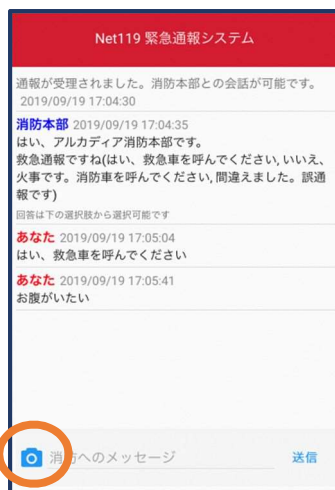 Net119 緊急通報システム
通報が受理されました。消防本部との会話が可能です。
2019/09/19 17:04:30
消防本部 2019/09/19 17:04:35
はい、アルカディア消防本部です。
救急通報ですね(はい、救急車を呼んでください, いいえ、
火事です。消防車を呼んでください, 間違えました。誤通
報です)
回答は下の選択肢から選択可能です
あなた 2019/09/19 17:05:04
はい、救急車を呼んでください
あなた 2019/09/19 17:05:41
お腹がいたい
消防へのメッセージ 送信